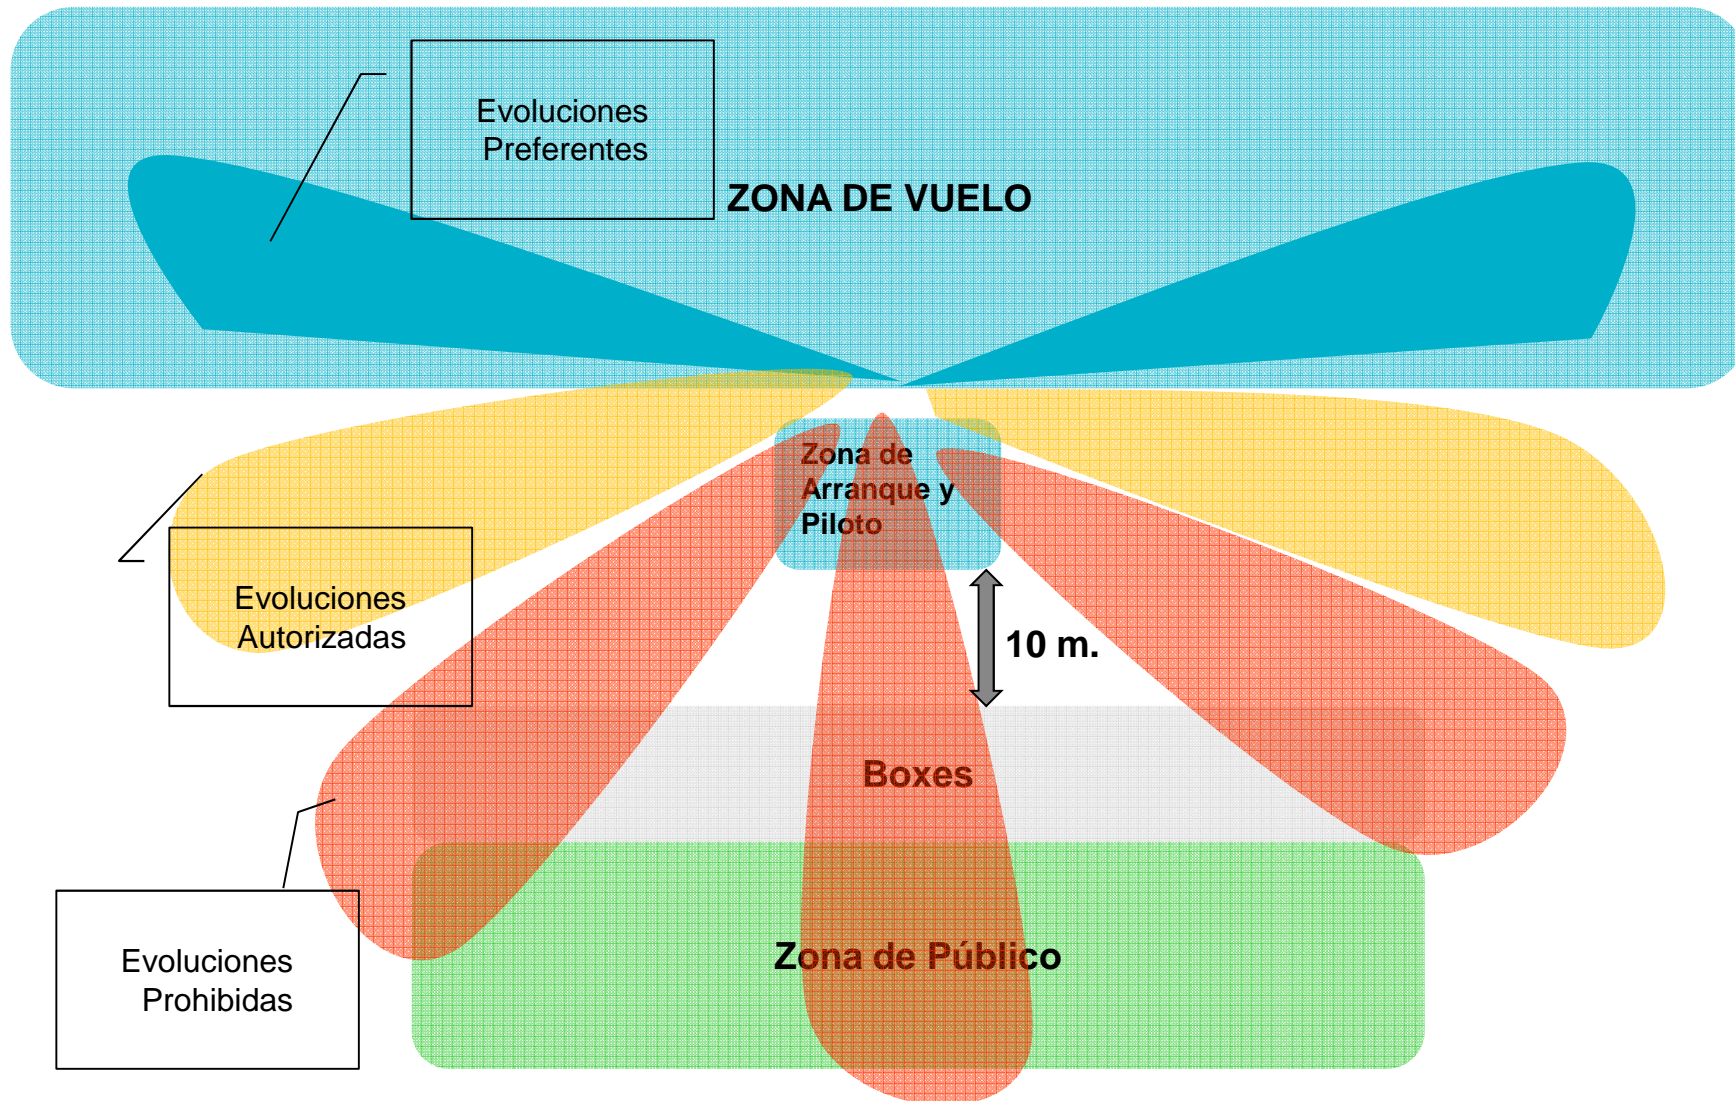 Evoluciones
Preferentes
ZONA DE VUELO
Zona de
Arranque y
Piloto
Evoluciones
Autorizadas
10 m.
Boxes
Evoluciones
Prohibidas
Zona de Público